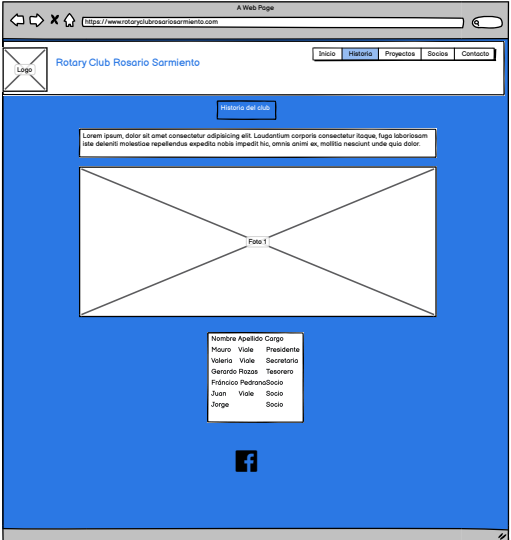 A Web Page
https://www.rotaryclubrosariosarmiento.com
Logo
Rotary Club Rosario Sarmiento
Inicio Historia Proyectos Socios Contacto
Historia del club
Lorem ipsum, dolor sit amet consectetur adipisicing elit. Laudantium corporis consectetur itaque, fuga laboriosam
iste deleniti molestiae repellendus expedita nobis impedit hic, omnis animi ex, mollitia nesciunt unde quia dolor.
Foto 1
Nombre Apellido Cargo
Mauro Viale Presidente
Valeria Viale Secretaria
Gerardo Rozas Tesorero
Fráncico Pedrono Socio
Juan Viale Socio
Jorge Socio